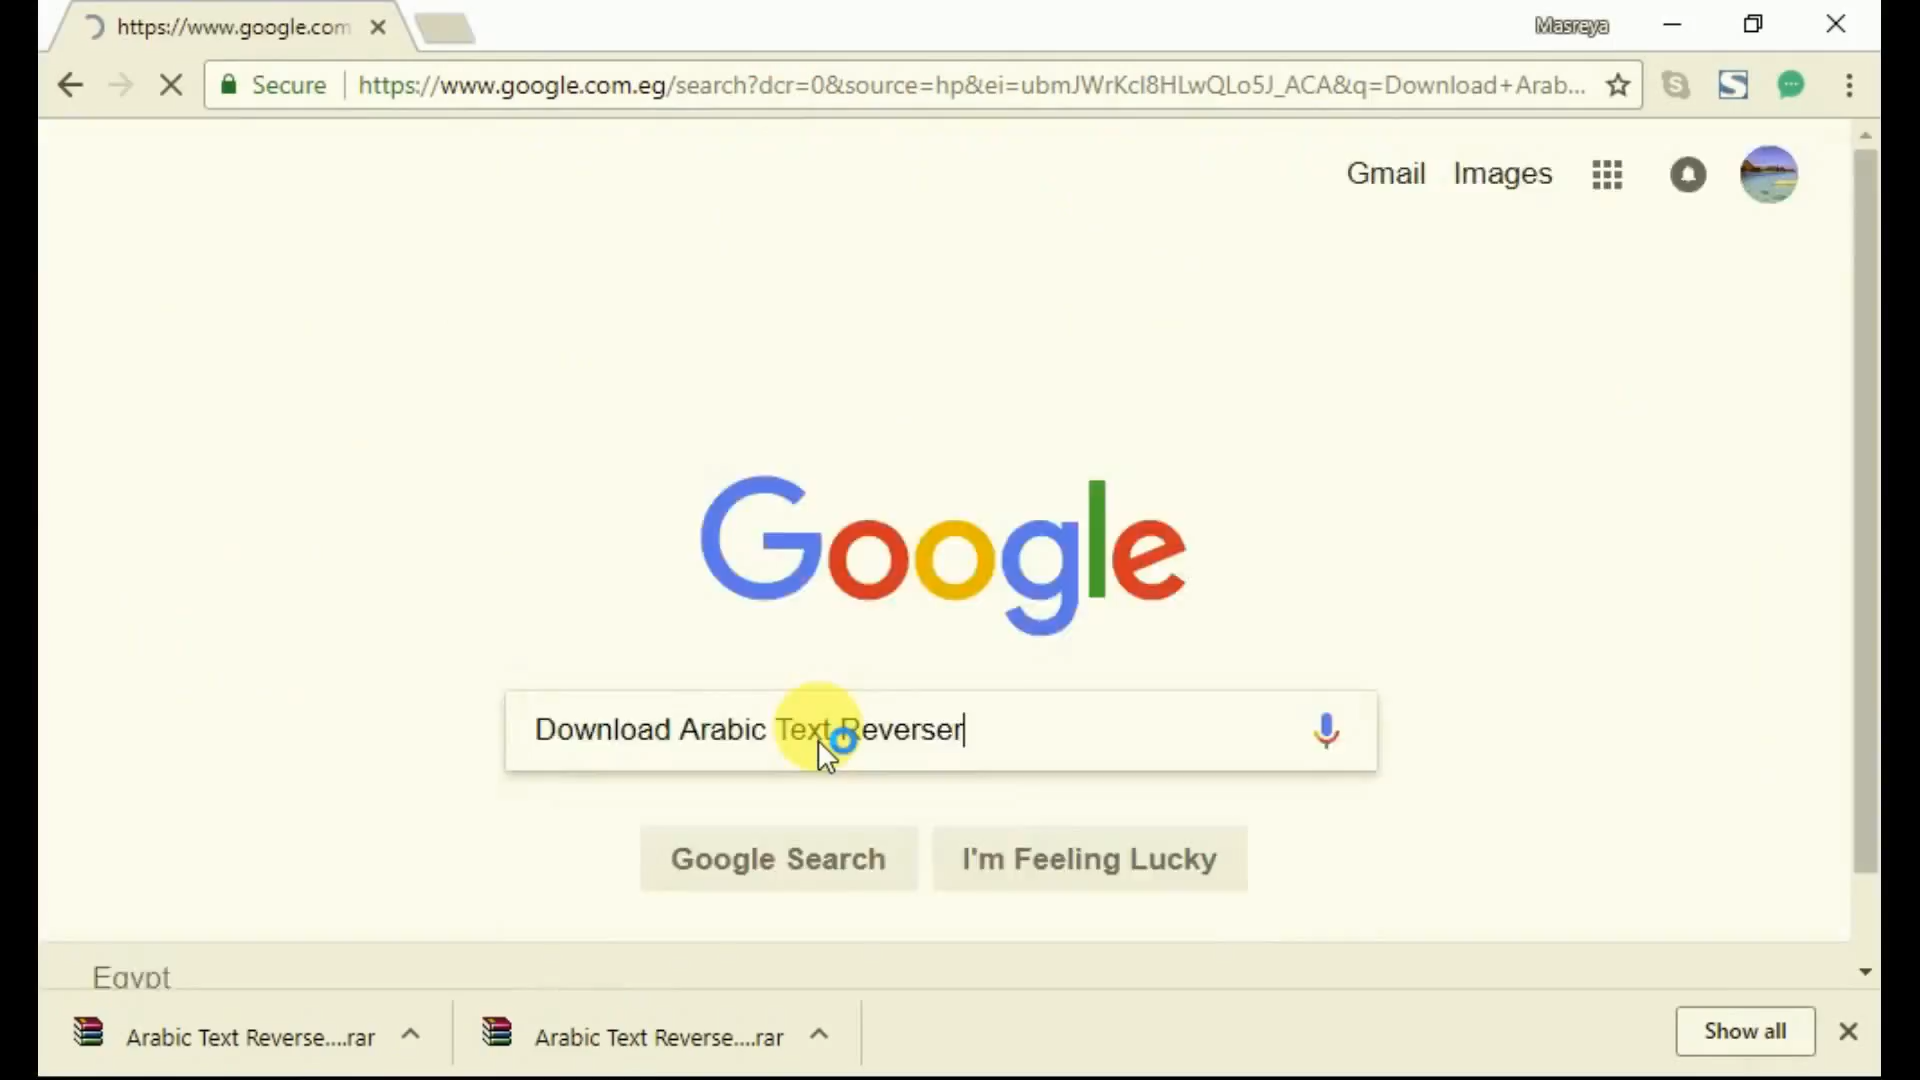 https://www.google.com
Masreya
Secure
https://www.google.com.eg/search?dcr=0&source=hp&ei=ubmJWrKcI8HLwQLo5J_ACA&q=Download+Arab...
Gmail Images
Google
Download Arabic Text Reverser
Google Search I'm Feeling Lucky
Egypt
Arabic Text Reverse....rar Arabic Text Reverse....rar Show all